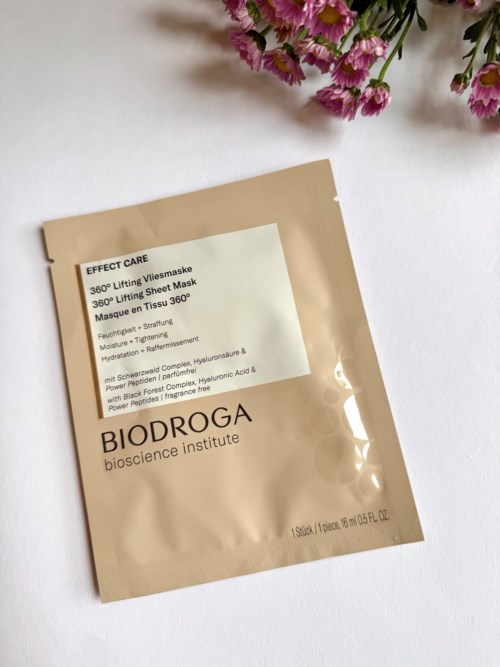 EFFECT CARE
360° Lifting Vliesmaske
360° Lifting Sheet Mask
Masque en Tissu 360°
Feuchtigkeit + Straffung
Moisture + Tightening
Hydratation + Raffermissement
mit Schwarzwald Complex, Hyaluronsäure &
Power Peptiden | parfümfrei
with Black Forest Complex, Hyaluronic Acid &
Power Peptides | fragrance free
BIODROGA
bioscience institute
1 Stück / 1 piece, 16 ml 0.5 FL. OZ.